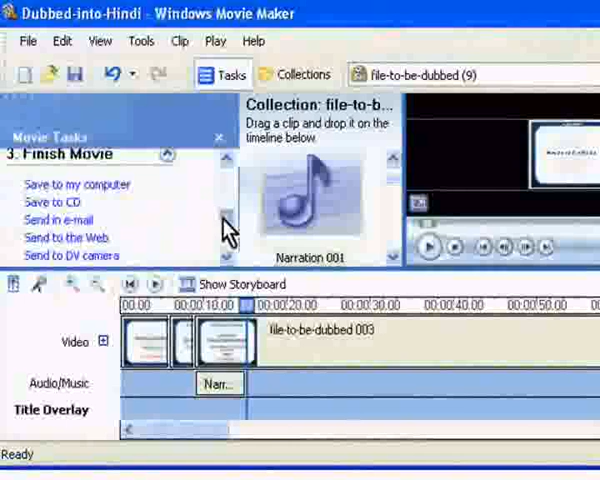 Dubbed-into-Hindi - Windows Movie Maker
File Edit View Tools Clip Play Help
Tasks Collections file-to-be-dubbed (9)
Movie Tasks
3. Finish Movie
Save to my computer
Save to CD
Send in e-mail
Send to the Web
Send to DV camera
Collection: file-to-b...
Drag a clip and drop it on the
timeline below.
Narration 001
Show Storyboard
00.00 00:00:10.00 00:00:20.00 00:00:30.00 00:00:40.00 00:00:50.00
Video
file-to-be-dubbed 003
Audio/Music
Narr...
Title Overlay
Ready